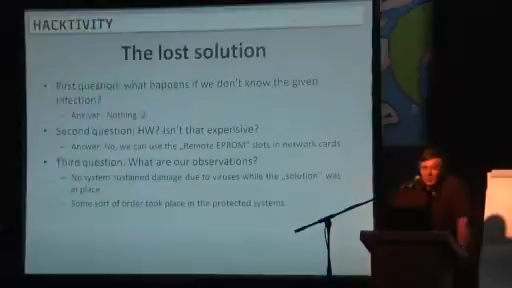 HACKTIVITY
The lost solution
• First question: what happens if we don't know the given
infection?
– Answer: Nothing
• Second question: HW? Isn't that expensive?
– Answer: No, we can use the „Remote EPROM" slots in network cards
• Third question: What are our observations?
– No system sustained damage due to viruses while the „solution" was
in place
– Some sort of order took place in the protected systems